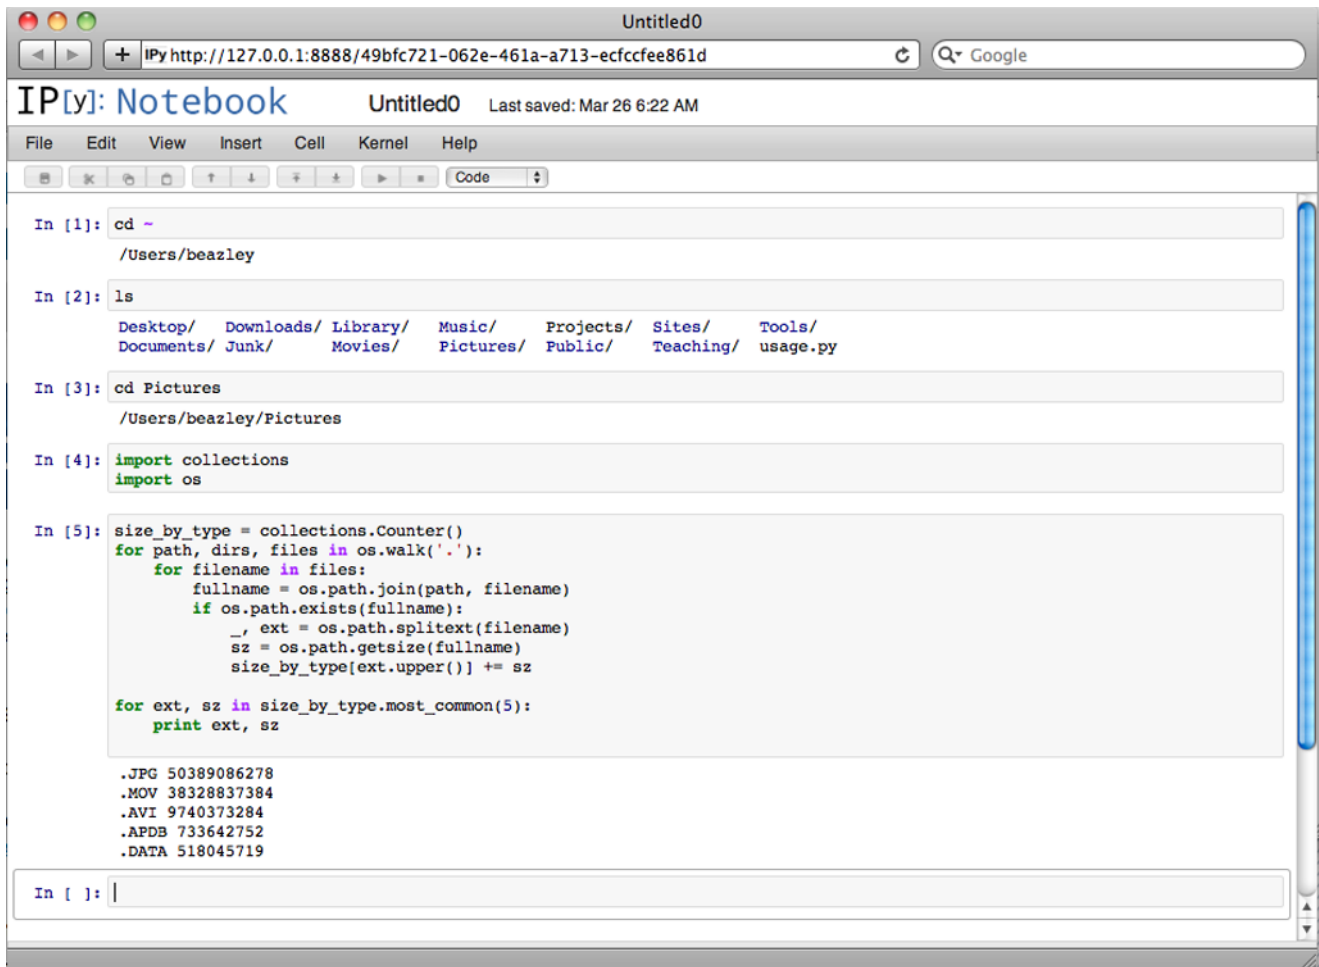 Untitled0
IPy http://127.0.0.1:8888/49bfc721-062e-461a-a713-ecfccfee861d Google
IP[y]: Notebook Untitled0 Last saved: Mar 26 6:22 AM
File Edit View Insert Cell Kernel Help
Code
In [1]: cd ~
/Users/beazley
In [2]: ls
Desktop/ Downloads/ Library/ Music/ Projects/ Sites/ Tools/
Documents/ Junk/ Movies/ Pictures/ Public/ Teaching/ usage.py
In [3]: cd Pictures
/Users/beazley/Pictures
In [4]: import collections
import os
In [5]: size_by_type = collections.Counter()
for path, dirs, files in os.walk('.'):
    for filename in files:
        fullname = os.path.join(path, filename)
        if os.path.exists(fullname):
            _, ext = os.path.splitext(filename)
            sz = os.path.getsize(fullname)
            size_by_type[ext.upper()] += sz
for ext, sz in size_by_type.most_common(5):
    print ext, sz
.JPG 50389086278
.MOV 38328837384
.AVI 9740373284
.APDB 733642752
.DATA 518045719
In [ ]: